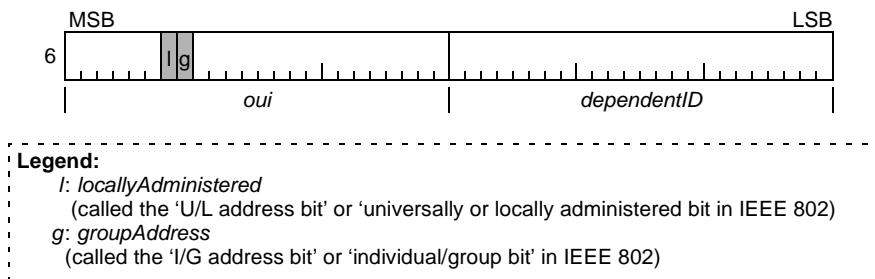 MSB LSB
6 l g
oui dependentID
Legend:
l: locallyAdministered
(called the ‘U/L address bit’ or ‘universally or locally administered bit in IEEE 802)
g: groupAddress
(called the ‘I/G address bit’ or ‘individual/group bit’ in IEEE 802)